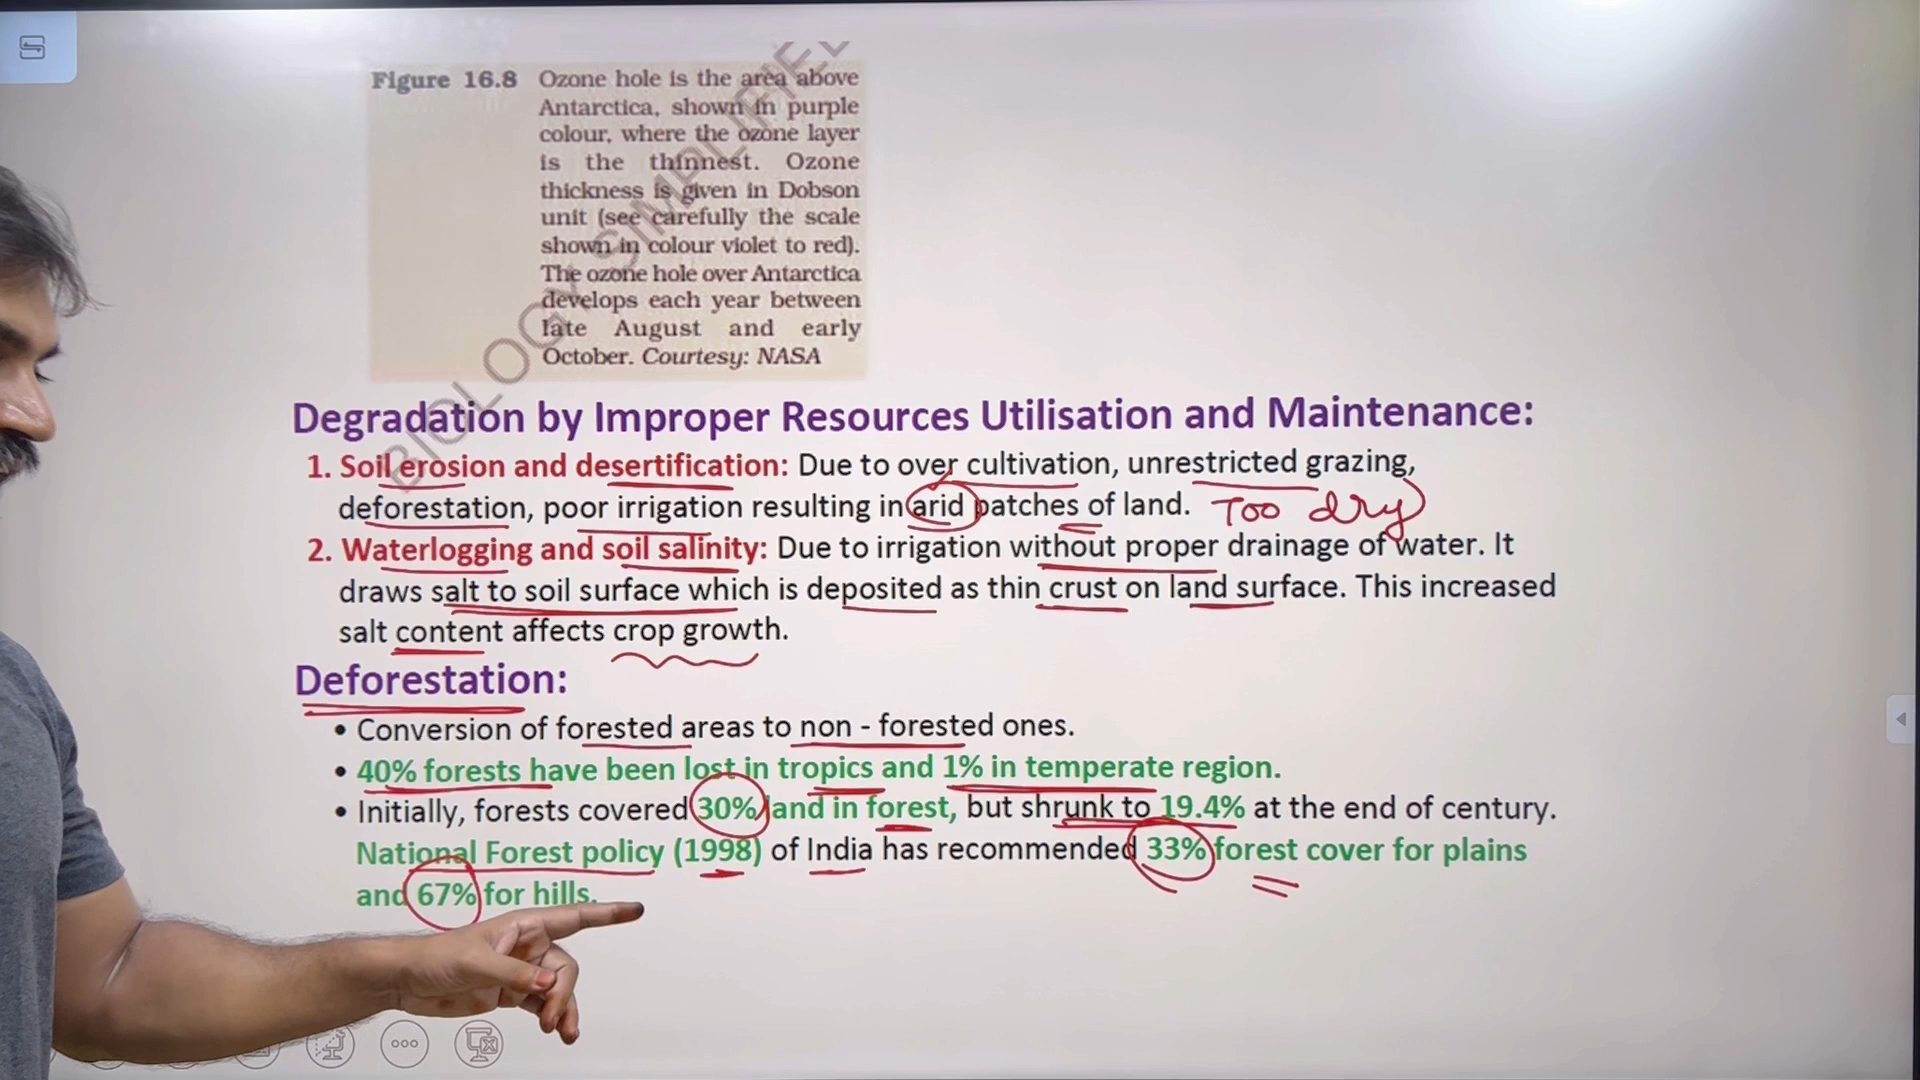 Figure 16.8 Ozone hole is the area above
Antarctica, shown in purple
colour, where the ozone layer
is the thinnest. Ozone
thickness is given in Dobson
unit (see carefully the scale
shown in colour violet to red).
The ozone hole over Antarctica
develops each year between
late August and early
October. Courtesy: NASA
BIOLOGY SIMPLIFIED
Degradation by Improper Resources Utilisation and Maintenance:
1. Soil erosion and desertification: Due to over cultivation, unrestricted grazing,
deforestation, poor irrigation resulting in arid patches of land. Too dry
2. Waterlogging and soil salinity: Due to irrigation without proper drainage of water. It
draws salt to soil surface which is deposited as thin crust on land surface. This increased
salt content affects crop growth.
Deforestation:
• Conversion of forested areas to non - forested ones.
• 40% forests have been lost in tropics and 1% in temperate region.
• Initially, forests covered 30% land in forest, but shrunk to 19.4% at the end of century.
National Forest policy (1998) of India has recommended 33% forest cover for plains
and 67% for hills.